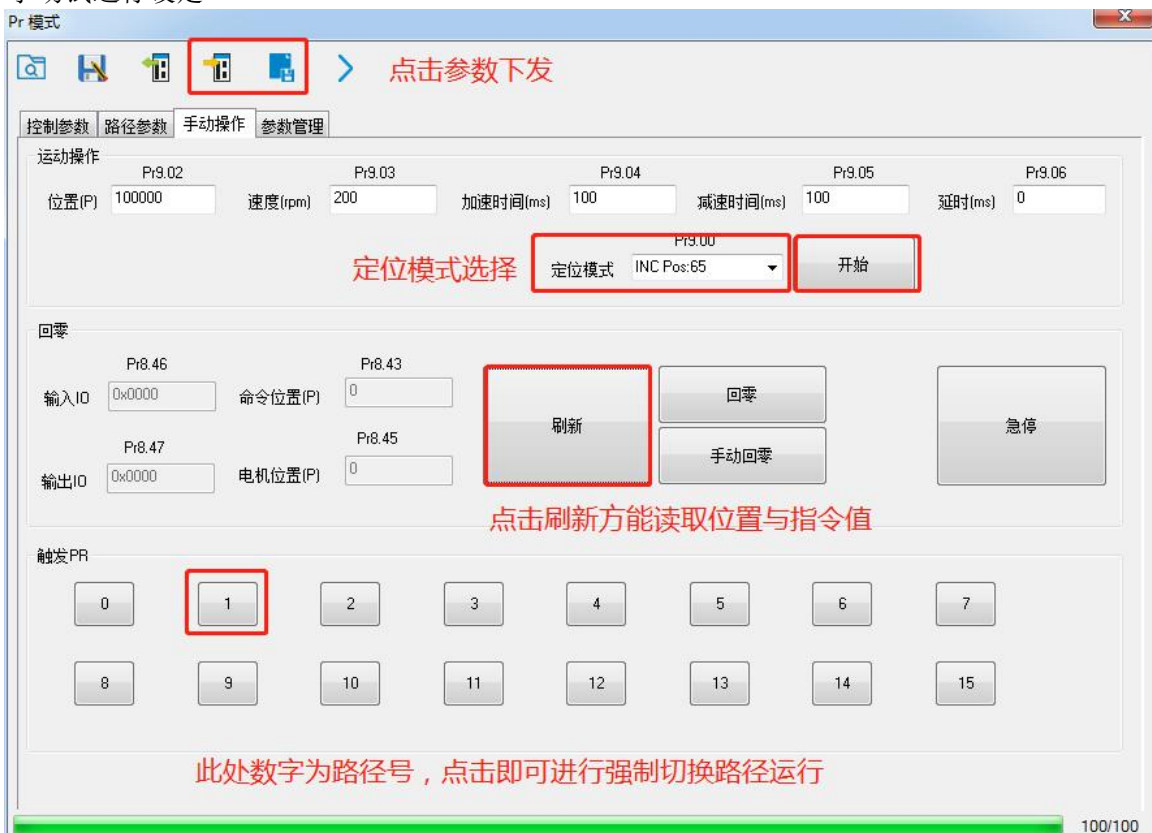 Pr 模式
点击参数下发
控制参数 路径参数 手动操作 参数管理
运动操作
Pr9.02 Pr9.03 Pr9.04 Pr9.05 Pr9.06
位置(P) 100000 速度(rpm) 200 加速时间(ms) 100 减速时间(ms) 100 延时(ms) 0
Pr9.00
定位模式选择 定位模式 INC Pos:65 开始
回零
Pr8.46 Pr8.43
输入IO 0x0000 命令位置(P) 0
刷新 回零 急停
Pr8.47 Pr8.45
手动回零
输出IO 0x0000 电机位置(P) 0
点击刷新方能读取位置与指令值
触发PR
0 1 2 3 4 5 6 7
8 9 10 11 12 13 14 15
此处数字为路径号，点击即可进行强制切换路径运行
100/100